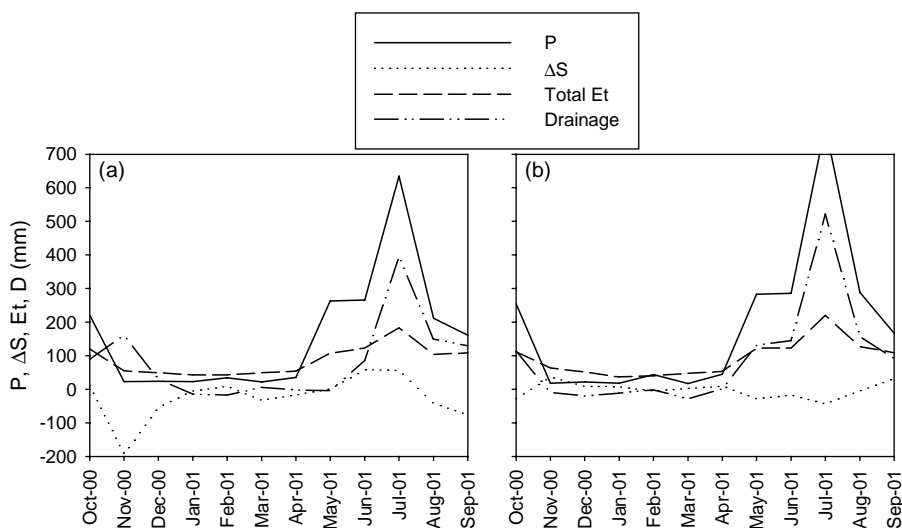 P
ΔS
Total Et
Drainage
P, ΔS, Et, D (mm)
700
600
500
400
300
200
100
0
-100
-200
(a)
(b)
Oct-00
Nov-00
Dec-00
Jan-01
Feb-01
Mar-01
Apr-01
May-01
Jun-01
Jul-01
Aug-01
Sep-01
Oct-00
Nov-00
Dec-00
Jan-01
Feb-01
Mar-01
Apr-01
May-01
Jun-01
Jul-01
Aug-01
Sep-01